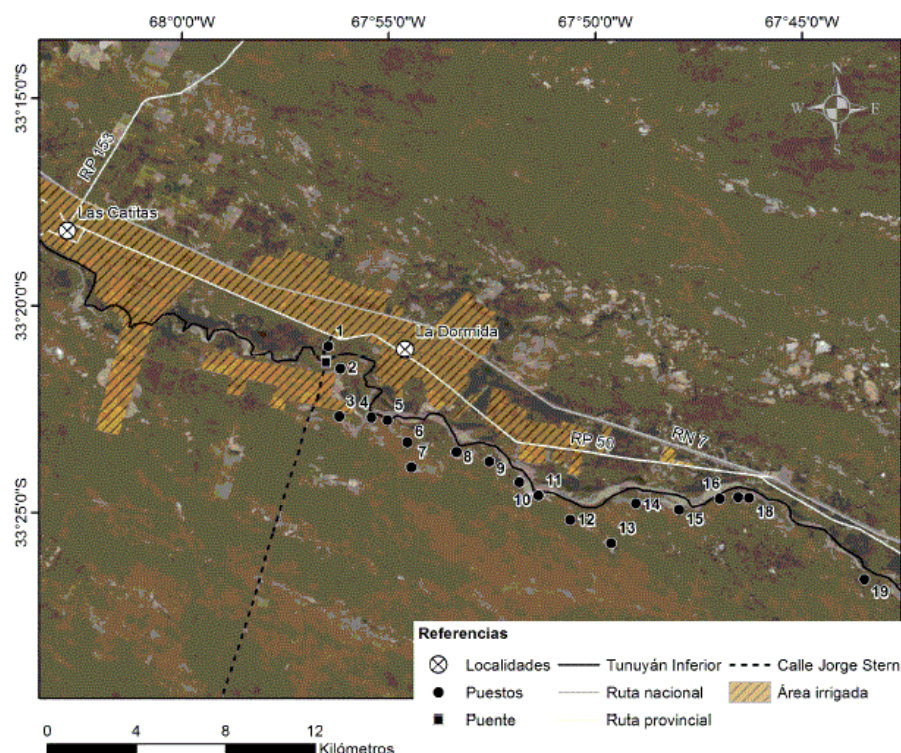 68°0'0"W 67°55'0"W 67°50'0"W 67°45'0"W
33°15'0"S
N
W E
S
RP 153
Las Catitas
33°20'0"S
1
La Dormida
2
3 4 5
6
7
8
9
RP 50
RN 7
10 11
12
13
14
15
16
18
19
33°25'0"S
Referencias
Localidades Tunuyán Inferior Calle Jorge Stern
Puestos Ruta nacional Área irrigada
Puente Ruta provincial
0 4 8 12
Kilómetros